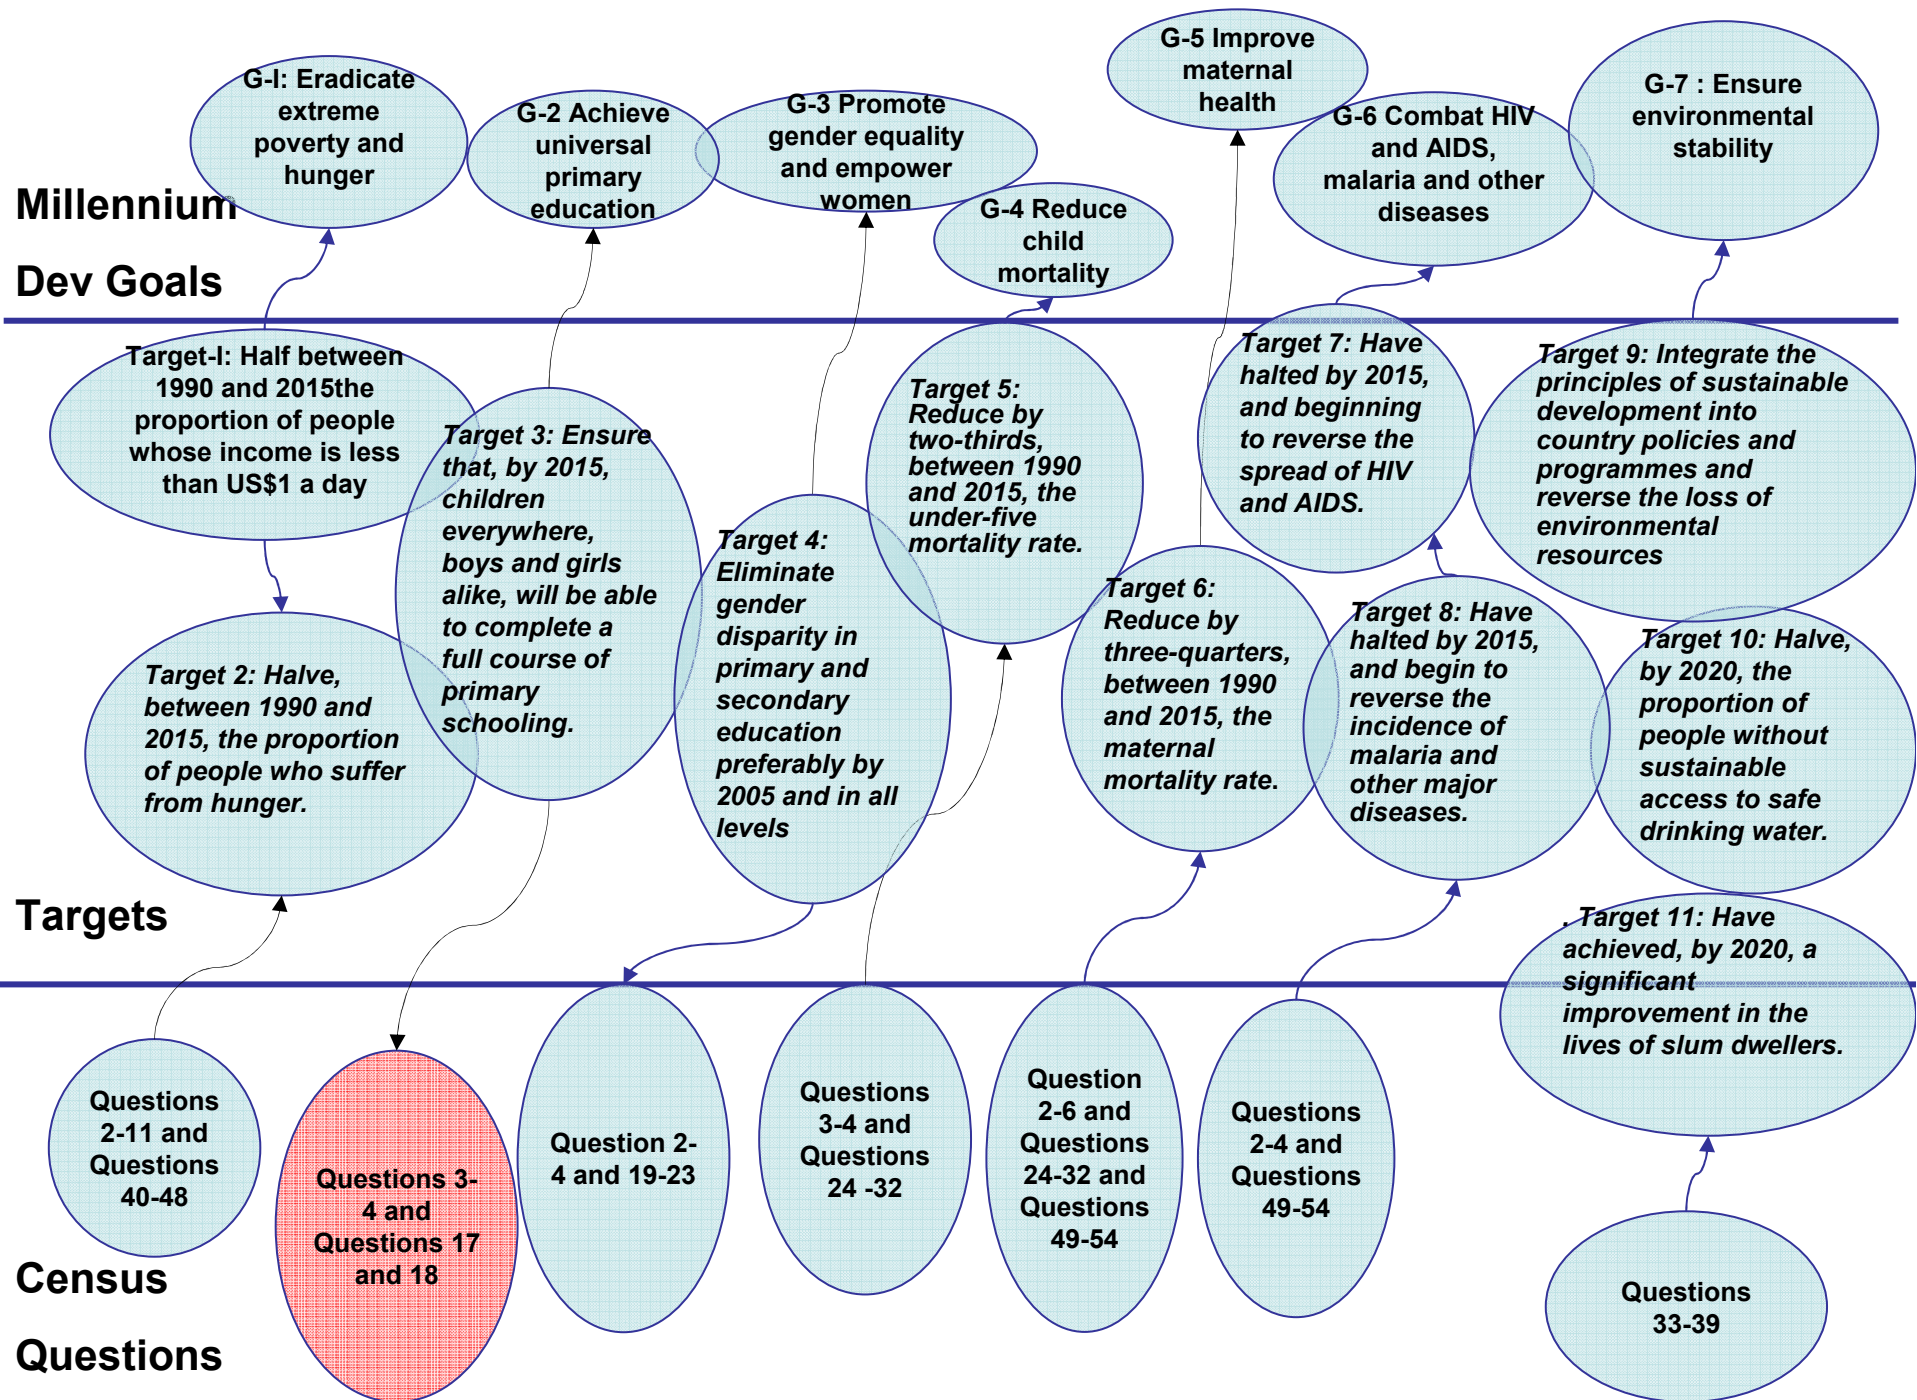 G-I: Eradicate
extreme
poverty and
hunger
G-2 Achieve
universal
primary
education
G-3 Promote
gender equality
and empower
women
G-4 Reduce
child
mortality
G-5 Improve
maternal
health
G-6 Combat HIV
and AIDS,
malaria and other
diseases
G-7 : Ensure
environmental
stability
Millennium
Dev Goals
Target-I: Half between
1990 and 2015the
proportion of people
whose income is less
than US$1 a day
Target 2: Halve,
between 1990 and
2015, the proportion
of people who suffer
from hunger.
Target 3: Ensure
that, by 2015,
children
everywhere,
boys and girls
alike, will be able
to complete a
full course of
primary
schooling.
Target 4:
Eliminate
gender
disparity in
primary and
secondary
education
preferably by
2005 and in all
levels
Target 5:
Reduce by
two-thirds,
between 1990
and 2015, the
under-five
mortality rate.
Target 6:
Reduce by
three-quarters,
between 1990
and 2015, the
maternal
mortality rate.
Target 7: Have
halted by 2015,
and beginning
to reverse the
spread of HIV
and AIDS.
Target 8: Have
halted by 2015,
and begin to
reverse the
incidence of
malaria and
other major
diseases.
Target 9: Integrate the
principles of sustainable
development into
country policies and
programmes and
reverse the loss of
environmental
resources
Target 10: Halve,
by 2020, the
proportion of
people without
sustainable
access to safe
drinking water.
. Target 11: Have
achieved, by 2020, a
significant
improvement in the
lives of slum dwellers.
Targets
Questions
2-11 and
Questions
40-48
Questions 3-
4 and
Questions 17
and 18
Question 2-
4 and 19-23
Questions
3-4 and
Questions
24 -32
Question
2-6 and
Questions
24-32 and
Questions
49-54
Questions
2-4 and
Questions
49-54
Questions
33-39
Census
Questions